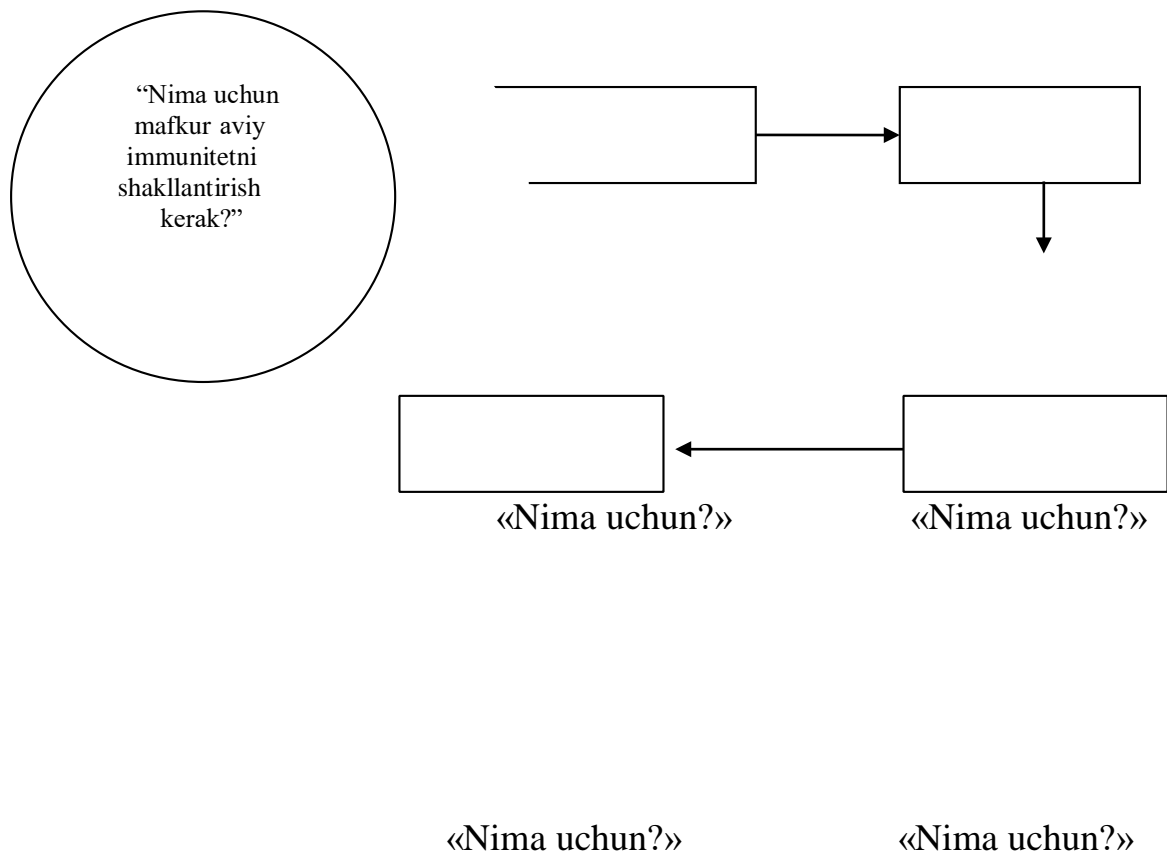 “Nima uchun
mafkur aviy
immunitetni
shakllantirish
kerak?”
«Nima uchun?» «Nima uchun?»
«Nima uchun?» «Nima uchun?»